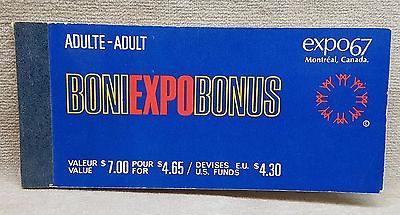 ADULTE-ADULT
expo67
Montréal, Canada.
BONIEXPOBONUS
©
VALEUR $7.00 POUR $4.65 / DEVISES E.U. $4.30
VALUE FOR U.S. FUNDS